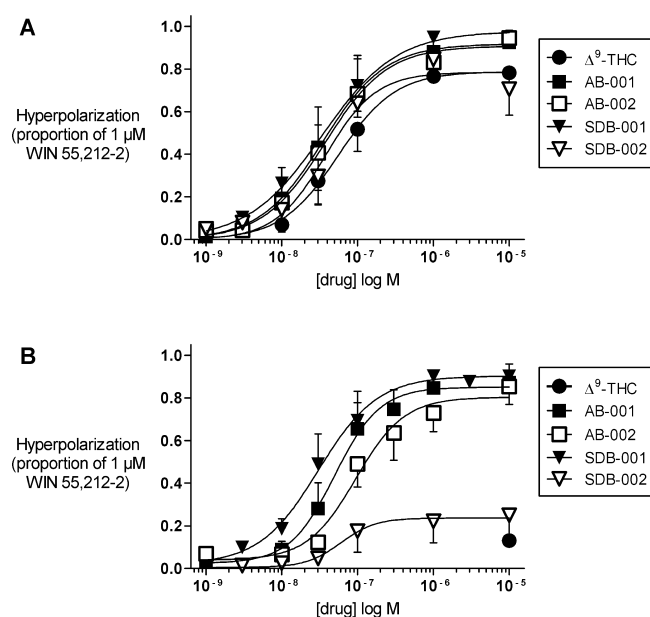 A
Hyperpolarization
(proportion of 1 µM
WIN 55,212-2)
1.0
0.8
0.6
0.4
0.2
0.0
10⁻⁹ 10⁻⁸ 10⁻⁷ 10⁻⁶ 10⁻⁵
[drug] log M
Δ⁹-THC
AB-001
AB-002
SDB-001
SDB-002
B
Hyperpolarization
(proportion of 1 µM
WIN 55,212-2)
1.0
0.8
0.6
0.4
0.2
0.0
10⁻⁹ 10⁻⁸ 10⁻⁷ 10⁻⁶ 10⁻⁵
[drug] log M
Δ⁹-THC
AB-001
AB-002
SDB-001
SDB-002